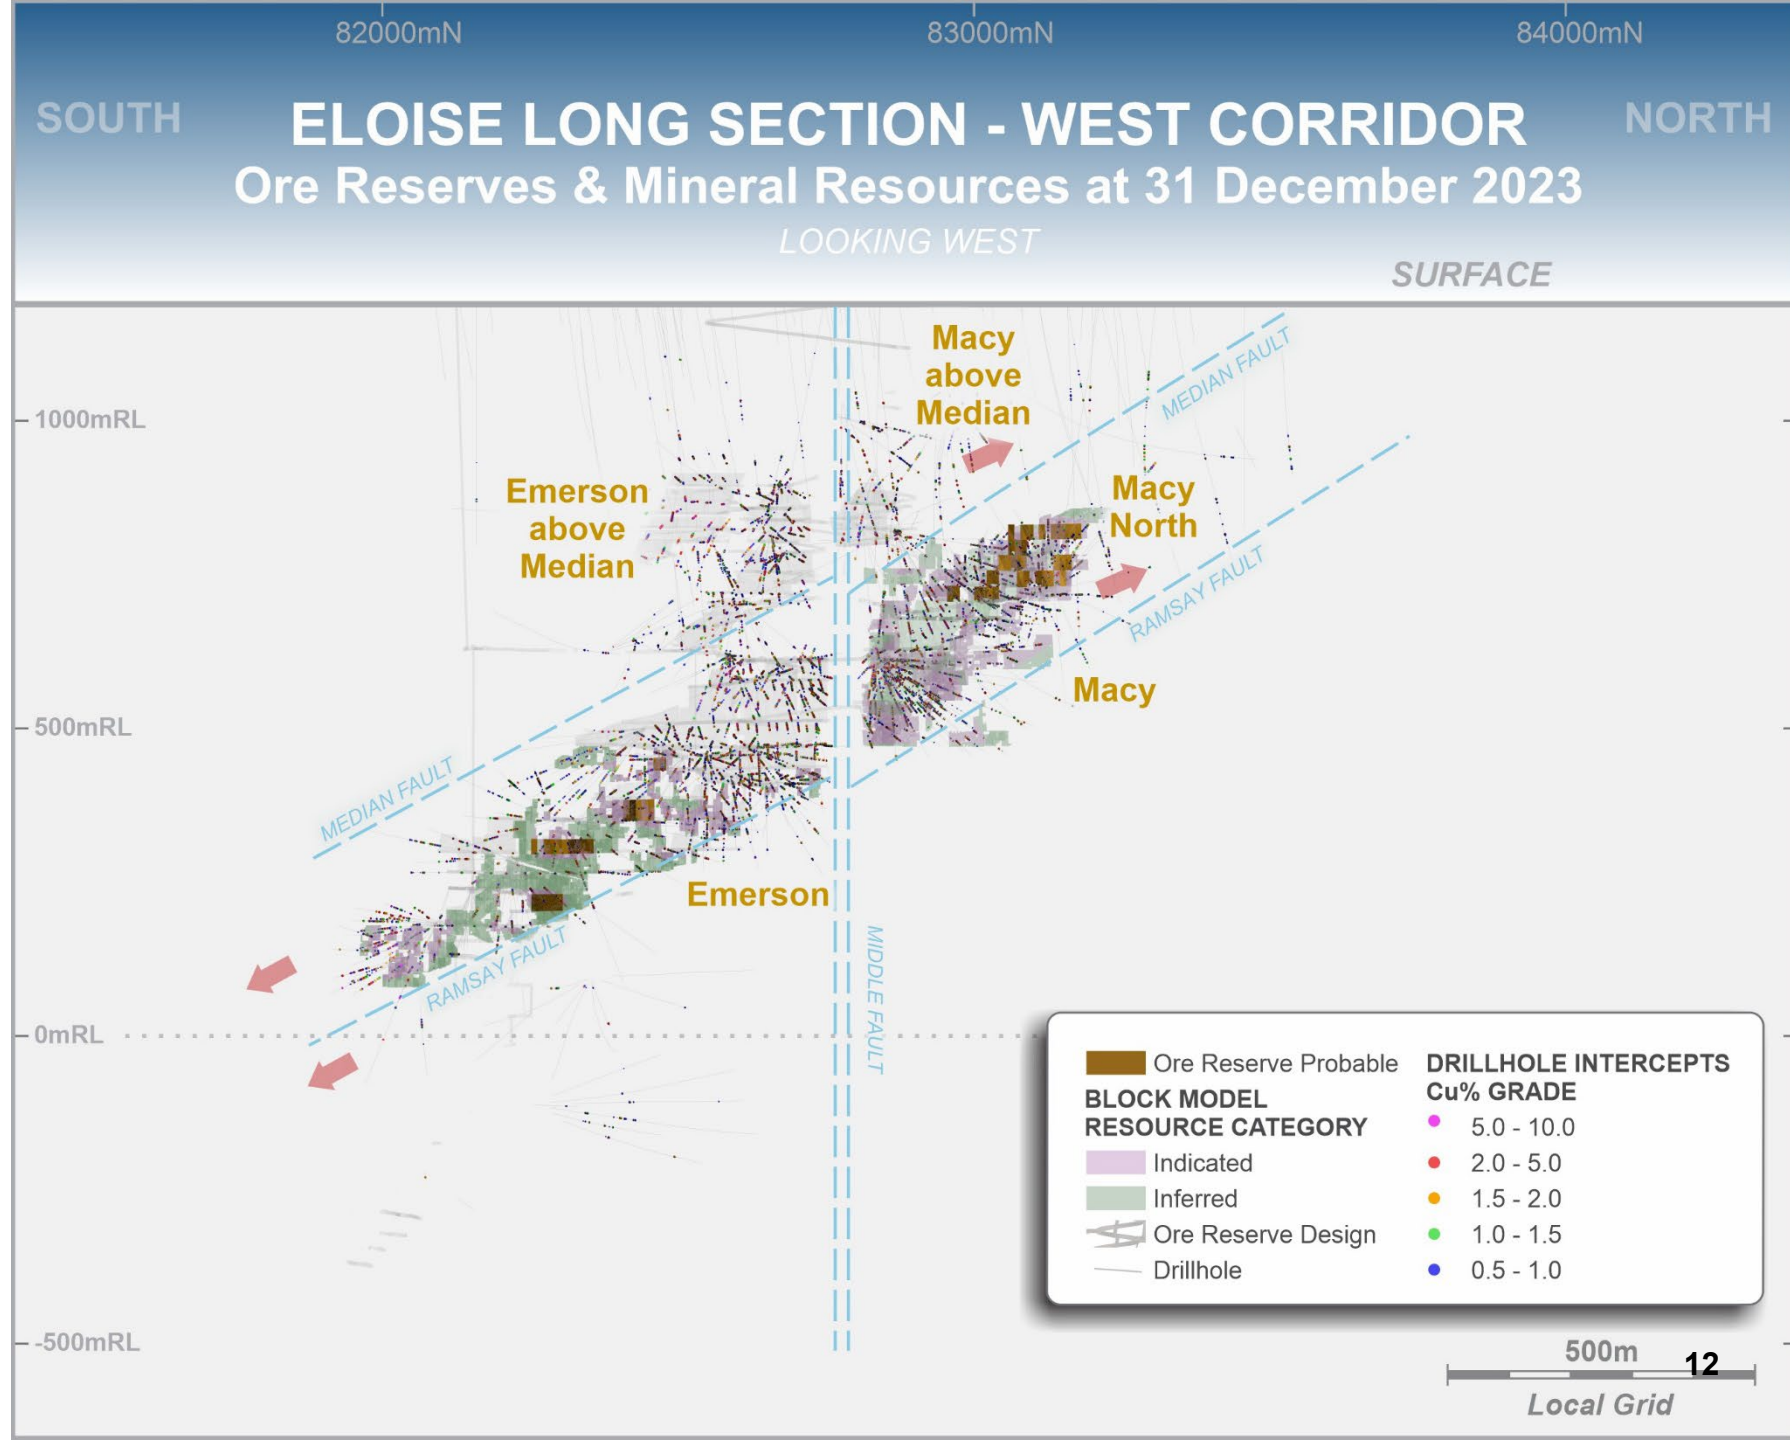 82000mN
83000mN
84000mN
SOUTH
ELOISE LONG SECTION - WEST CORRIDOR
NORTH
Ore Reserves & Mineral Resources at 31 December 2023
LOOKING WEST
SURFACE
Macy
above
Median
MEDIAN FAULT
1000mRL
Emerson
above
Median
Macy
North
RAMSAY FAULT
Macy
500mRL
MEDIAN FAULT
Emerson
RAMSAY FAULT
MIDDLE FAULT
0mRL
Ore Reserve Probable
BLOCK MODEL
RESOURCE CATEGORY
Indicated
Inferred
Ore Reserve Design
Drillhole
DRILLHOLE INTERCEPTS
Cu% GRADE
5.0 - 10.0
2.0 - 5.0
1.5 - 2.0
1.0 - 1.5
0.5 - 1.0
-500mRL
500m
12
Local Grid